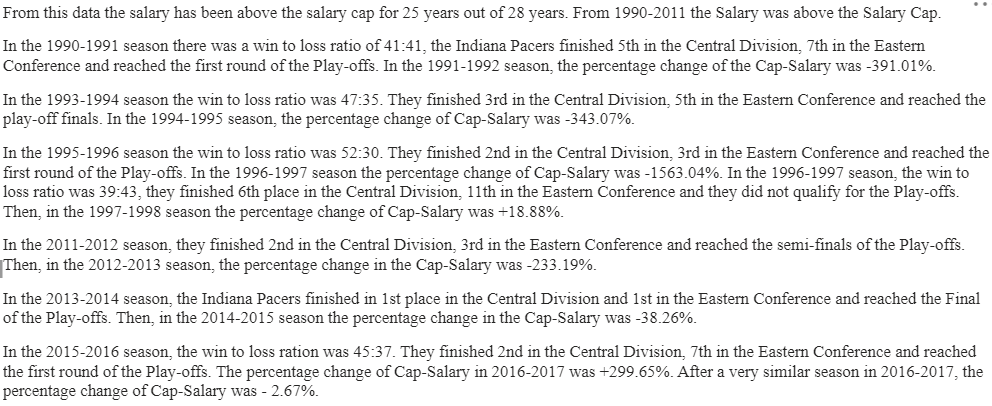 From this data the salary has been above the salary cap for 25 years out of 28 years. From 1990-2011 the Salary was above the Salary Cap.
In the 1990-1991 season there was a win to loss ratio of 41:41, the Indiana Pacers finished 5th in the Central Division, 7th in the Eastern
Conference and reached the first round of the Play-offs. In the 1991-1992 season, the percentage change of the Cap-Salary was -391.01%.
In the 1993-1994 season the win to loss ratio was 47:35. They finished 3rd in the Central Division, 5th in the Eastern Conference and reached the
play-off finals. In the 1994-1995 season, the percentage change of Cap-Salary was -343.07%.
In the 1995-1996 season the win to loss ratio was 52:30. They finished 2nd in the Central Division, 3rd in the Eastern Conference and reached the
first round of the Play-offs. In the 1996-1997 season the percentage change of Cap-Salary was -1563.04%. In the 1996-1997 season, the win to
loss ratio was 39:43, they finished 6th place in the Central Division, 11th in the Eastern Conference and they did not qualify for the Play-offs.
Then, in the 1997-1998 season the percentage change of Cap-Salary was +18.88%.
In the 2011-2012 season, they finished 2nd in the Central Division, 3rd in the Eastern Conference and reached the semi-finals of the Play-offs.
Then, in the 2012-2013 season, the percentage change in the Cap-Salary was -233.19%.
In the 2013-2014 season, the Indiana Pacers finished in 1st place in the Central Division and 1st in the Eastern Conference and reached the Final
of the Play-offs. Then, in the 2014-2015 season the percentage change in the Cap-Salary was -38.26%.
In the 2015-2016 season, the win to loss ration was 45:37. They finished 2nd in the Central Division, 7th in the Eastern Conference and reached
the first round of the Play-offs. The percentage change of Cap-Salary in 2016-2017 was +299.65%. After a very similar season in 2016-2017, the
percentage change of Cap-Salary was - 2.67%.